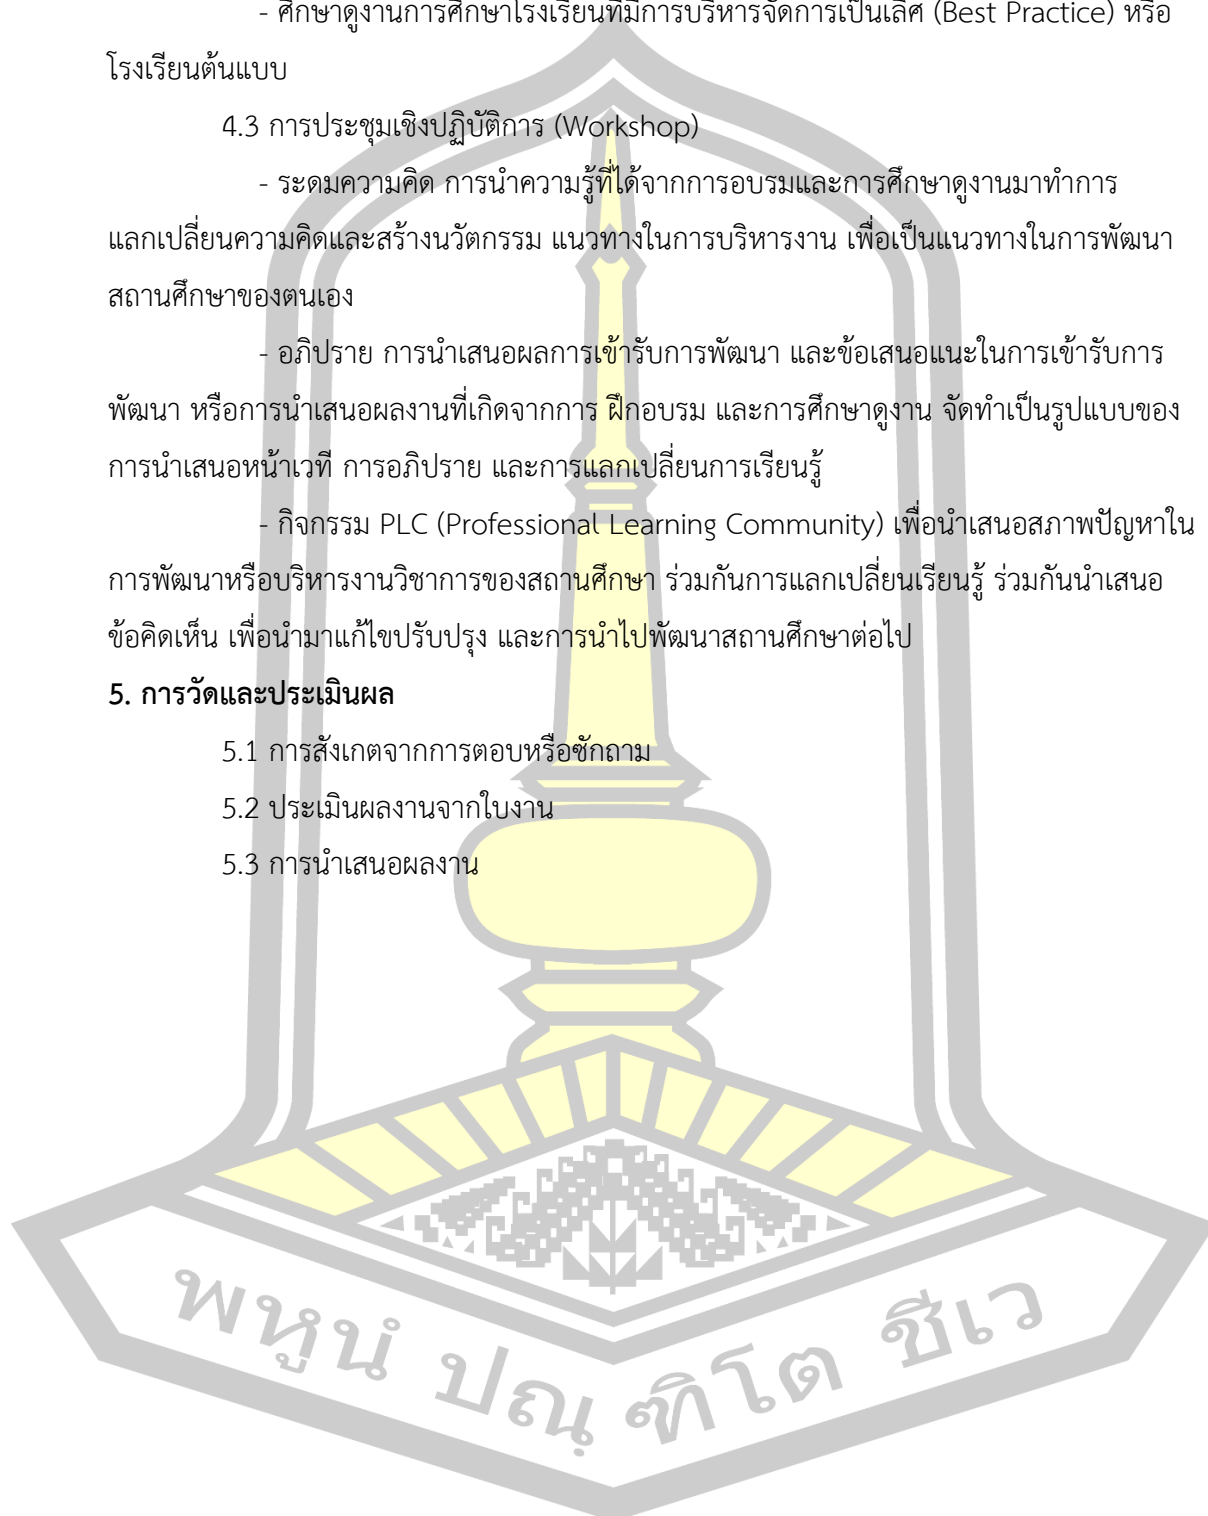 - ศึกษาดูงานการศึกษาโรงเรียนที่มีการบริหารจัดการเป็นเลิศ (Best Practice) หรือ
โรงเรียนต้นแบบ
4.3 การประชุมเชิงปฏิบัติการ (Workshop)
- ระดมความคิด การนำความรู้ที่ได้จากการอบรมและการศึกษาดูงานมาทำการ
แลกเปลี่ยนความคิดและสร้างนวัตกรรม แนวทางในการบริหารงาน เพื่อเป็นแนวทางในการพัฒนา
สถานศึกษาของตนเอง
- อภิปราย การนำเสนอผลการเข้ารับการพัฒนา และข้อเสนอแนะในการเข้ารับการ
พัฒนา หรือการนำเสนอผลงานที่เกิดจากการ ฝึกอบรม และการศึกษาดูงาน จัดทำเป็นรูปแบบของ
การนำเสนอหน้าเวที การอภิปราย และการแลกเปลี่ยนการเรียนรู้
- กิจกรรม PLC (Professional Learning Community) เพื่อนำเสนอสภาพปัญหาใน
การพัฒนาหรือบริหารงานวิชาการของสถานศึกษา ร่วมกันการแลกเปลี่ยนเรียนรู้ ร่วมกันนำเสนอ
ข้อคิดเห็น เพื่อนำมาแก้ไขปรับปรุง และการนำไปพัฒนาสถานศึกษาต่อไป
5. การวัดและประเมินผล
5.1 การสังเกตจากการตอบหรือซักถาม
5.2 ประเมินผลงานจากใบงาน
5.3 การนำเสนอผลงาน
พหูนํ ปณฺฑิโต ชีเว